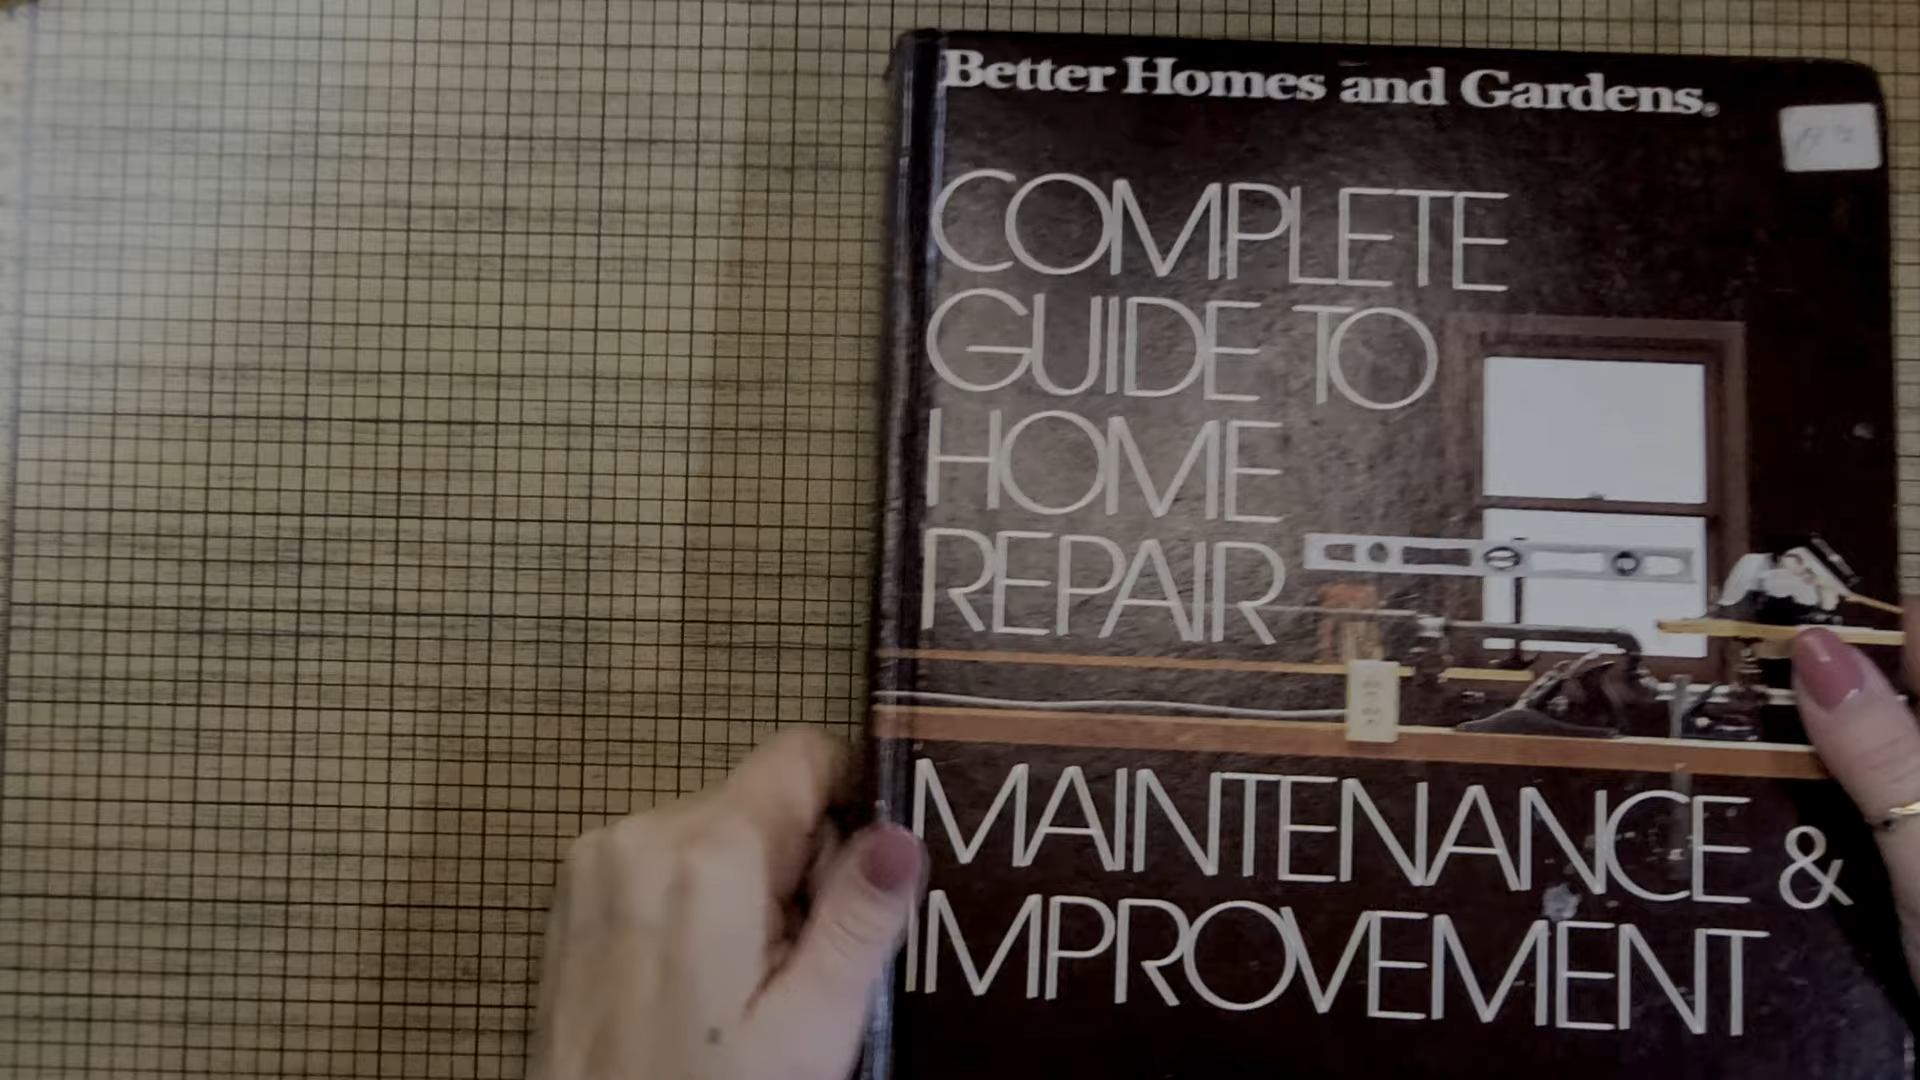 Better Homes and Gardens®
COMPLETE
GUIDE TO
HOME
REPAIR
MAINTENANCE &
IMPROVEMENT